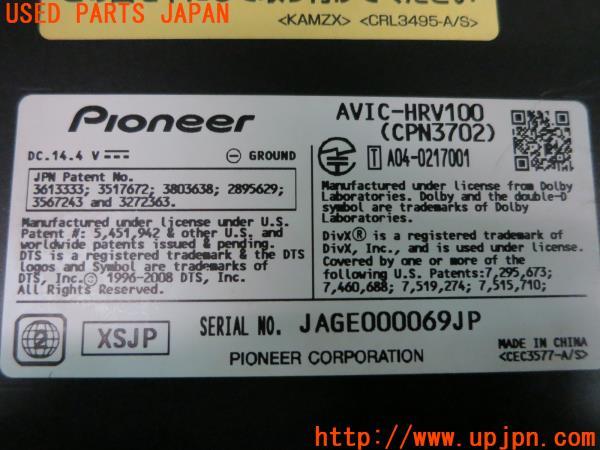 USED PARTS JAPAN
<KAMZX> <CRL3495-A/S>
Pioneer
AVIC-HRV100
(CPN3702)
DC.14.4 V
GROUND
T A04-0217001
JPN Patent No.
3613333; 3517672; 3803638; 2895629;
3567243 and 3272363.
Manufactured under license under U.S.
Patent #: 5,451,942 & other U.S. and
worldwide patents issued & pending.
DTS is a registered trademark & the DTS
logos and Symbol are trademarks of
DTS, Inc.© 1996-2008 DTS, Inc.
All Rights Reserved.
Manufactured under license from Dolby
Laboratories. Dolby and the double-D
symbol are trademarks of Dolby
Laboratories.
DivX® is a registered trademark of
DivX, Inc., and is used under license.
Covered by one or more of the
following U.S. Patents:7,295,673;
7,460,688; 7,519,274; 7,515,710;
2
XSJP
SERIAL NO. JAGE000069JP
PIONEER CORPORATION
MADE IN CHINA
<CEC3577-A/S>
http://www.upjpn.com/